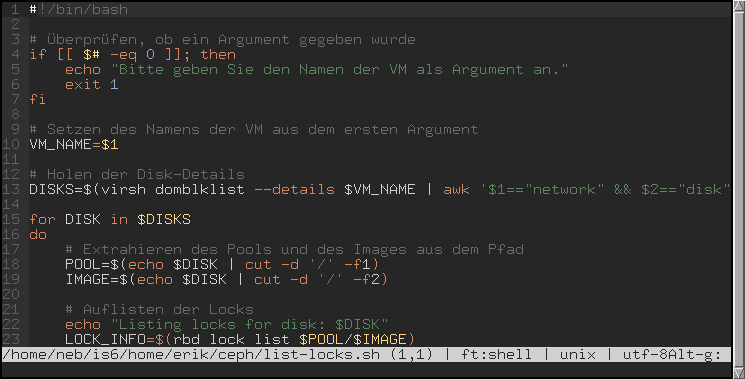 1 #!/bin/bash
2
3 # Überprüfen, ob ein Argument gegeben wurde
4 if [[ $# -eq 0 ]]; then
5     echo "Bitte geben Sie den Namen der VM als Argument an."
6     exit 1
7 fi
8
9 # Setzen des Namens der VM aus dem ersten Argument
10 VM_NAME=$1
11
12 # Holen der Disk-Details
13 DISKS=$(virsh domblklist --details $VM_NAME | awk '$1=="network" && $2=="disk"
14
15 for DISK in $DISKS
16 do
17     # Extrahieren des Pools und des Images aus dem Pfad
18     POOL=$(echo $DISK | cut -d '/' -f1)
19     IMAGE=$(echo $DISK | cut -d '/' -f2)
20
21     # Auflisten der Locks
22     echo "Listing locks for disk: $DISK"
23     LOCK_INFO=$(rbd lock list $POOL/$IMAGE)
/home/neb/is6/home/erik/ceph/list-locks.sh (1,1) | ft:shell | unix | utf-8Alt-g: